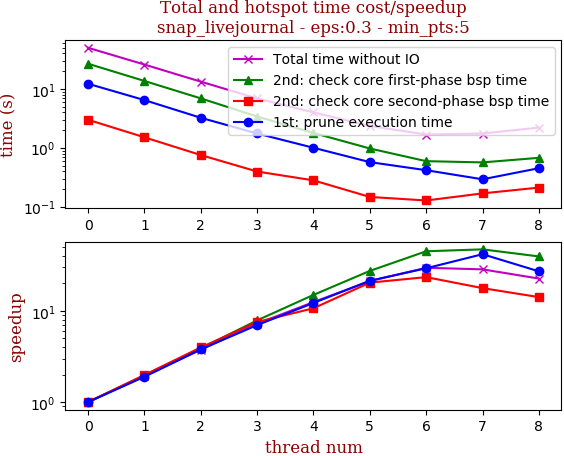 Total and hotspot time cost/speedup
snap_livejournal - eps:0.3 - min_pts:5
time (s)
10¹
10⁰
10⁻¹
Total time without IO
2nd: check core first-phase bsp time
2nd: check core second-phase bsp time
1st: prune execution time
0 1 2 3 4 5 6 7 8
speedup
10¹
10⁰
0 1 2 3 4 5 6 7 8
thread num